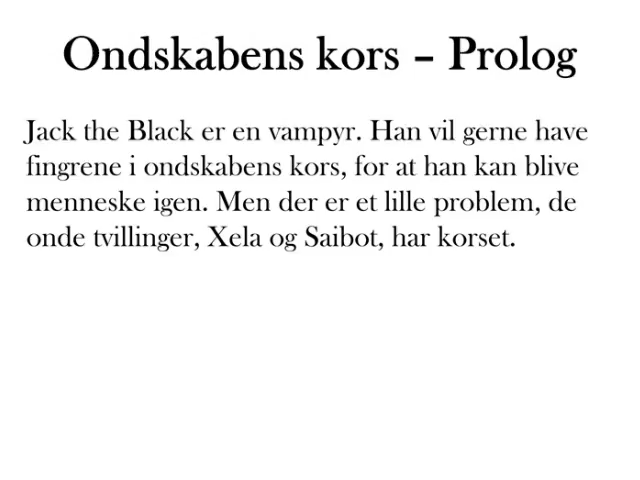 Ondskabens kors – Prolog
Jack the Black er en vampyr. Han vil gerne have
fingrene i ondskabens kors, for at han kan blive
menneske igen. Men der er et lille problem, de
onde tvillinger, Xela og Saibot, har korset.